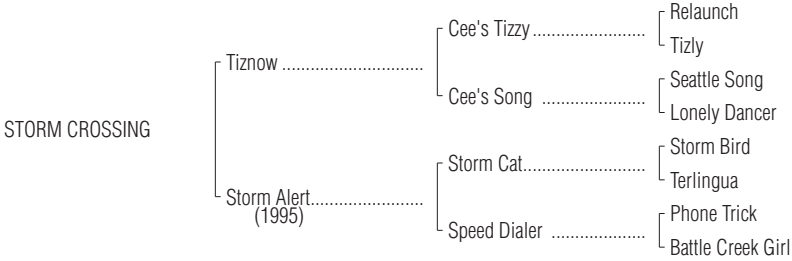 Relaunch
Cee's Tizzy ........................
Tizly
Tiznow ..............................
Seattle Song
Cee's Song ......................
Lonely Dancer
STORM CROSSING
Storm Bird
Storm Cat..........................
Terlingua
Storm Alert........................
(1995)
Phone Trick
Speed Dialer ....................
Battle Creek Girl